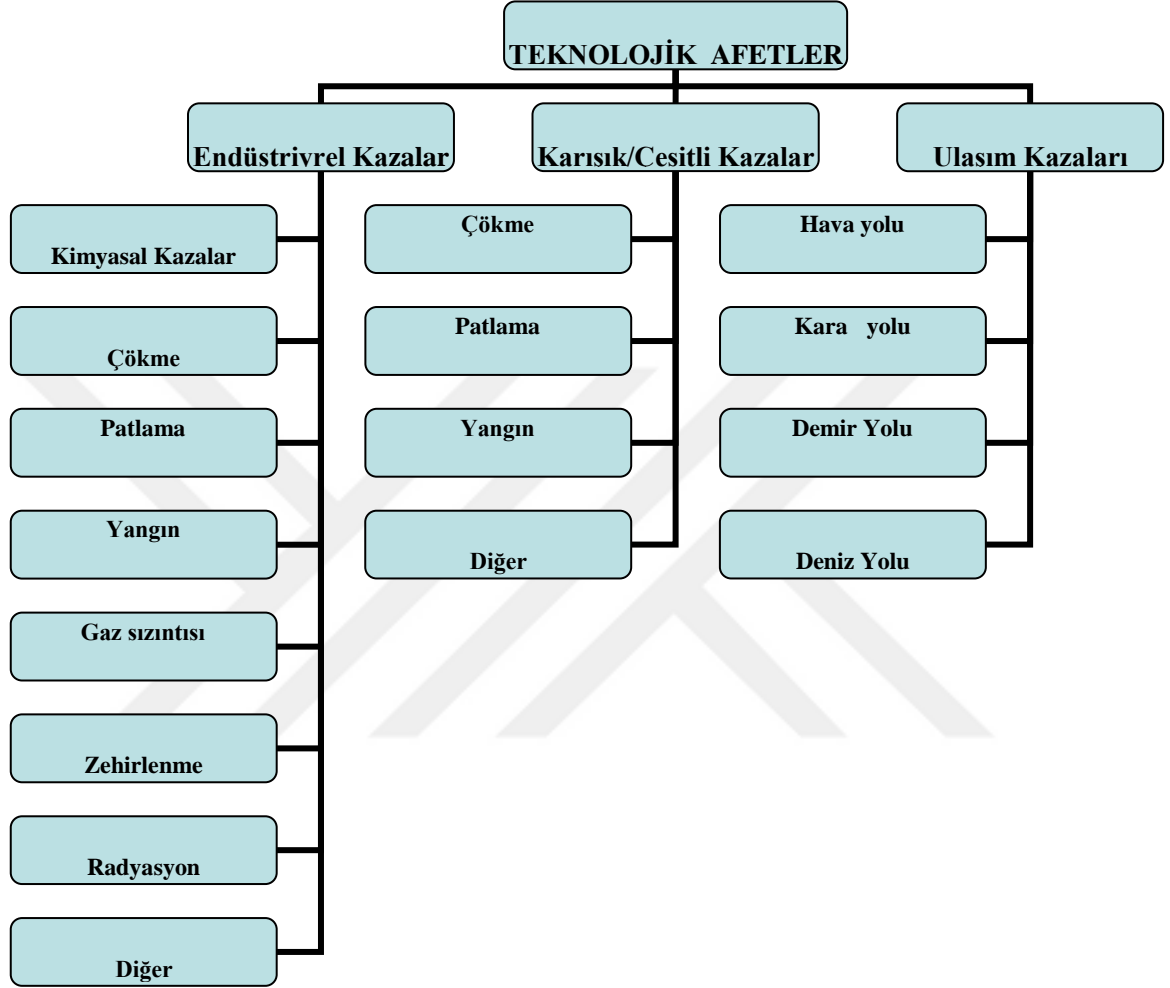 TEKNOLOJİK AFETLER
Endüstrivrel Kazalar
Karısık/Cesitli Kazalar
Ulasım Kazaları
Kimyasal Kazalar
Çökme
Patlama
Yangın
Gaz sızıntısı
Zehirlenme
Radyasyon
Diğer
Çökme
Patlama
Yangın
Diğer
Hava yolu
Kara yolu
Demir Yolu
Deniz Yolu